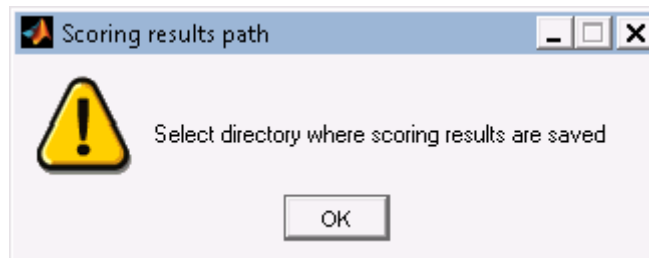 Scoring results path
Select directory where scoring results are saved
OK